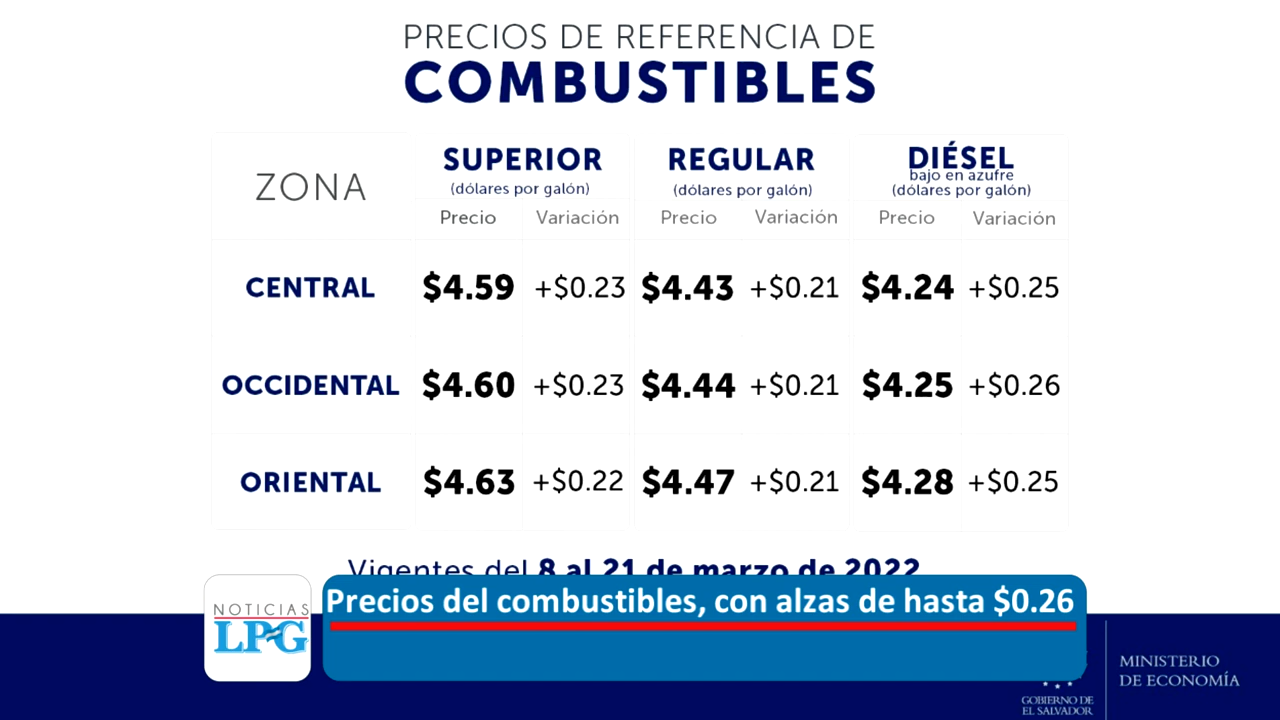 PRECIOS DE REFERENCIA DE
COMBUSTIBLES
ZONA
SUPERIOR
(dólares por galón)
Precio Variación
REGULAR
(dólares por galón)
Precio Variación
DIÉSEL
bajo en azufre
(dólares por galón)
Precio Variación
CENTRAL $4.59 +$0.23 $4.43 +$0.21 $4.24 +$0.25
OCCIDENTAL $4.60 +$0.23 $4.44 +$0.21 $4.25 +$0.26
ORIENTAL $4.63 +$0.22 $4.47 +$0.21 $4.28 +$0.25
Vigentes del 8 al 21 de marzo de 2022
NOTICIAS
LPG
Precios del combustibles, con alzas de hasta $0.26
GOBIERNO DE
EL SALVADOR
MINISTERIO
DE ECONOMÍA